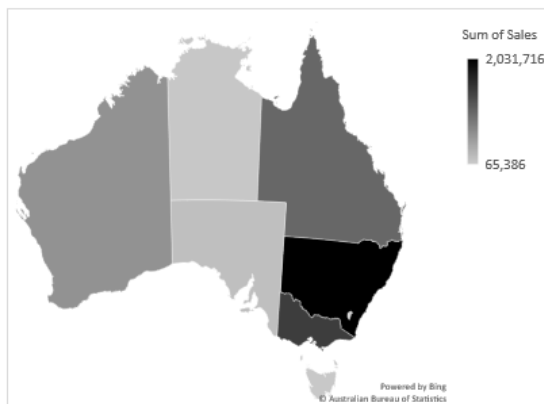 Sum of Sales
2,031,716
65,386
Powered by Bing
© Australian Bureau of Statistics